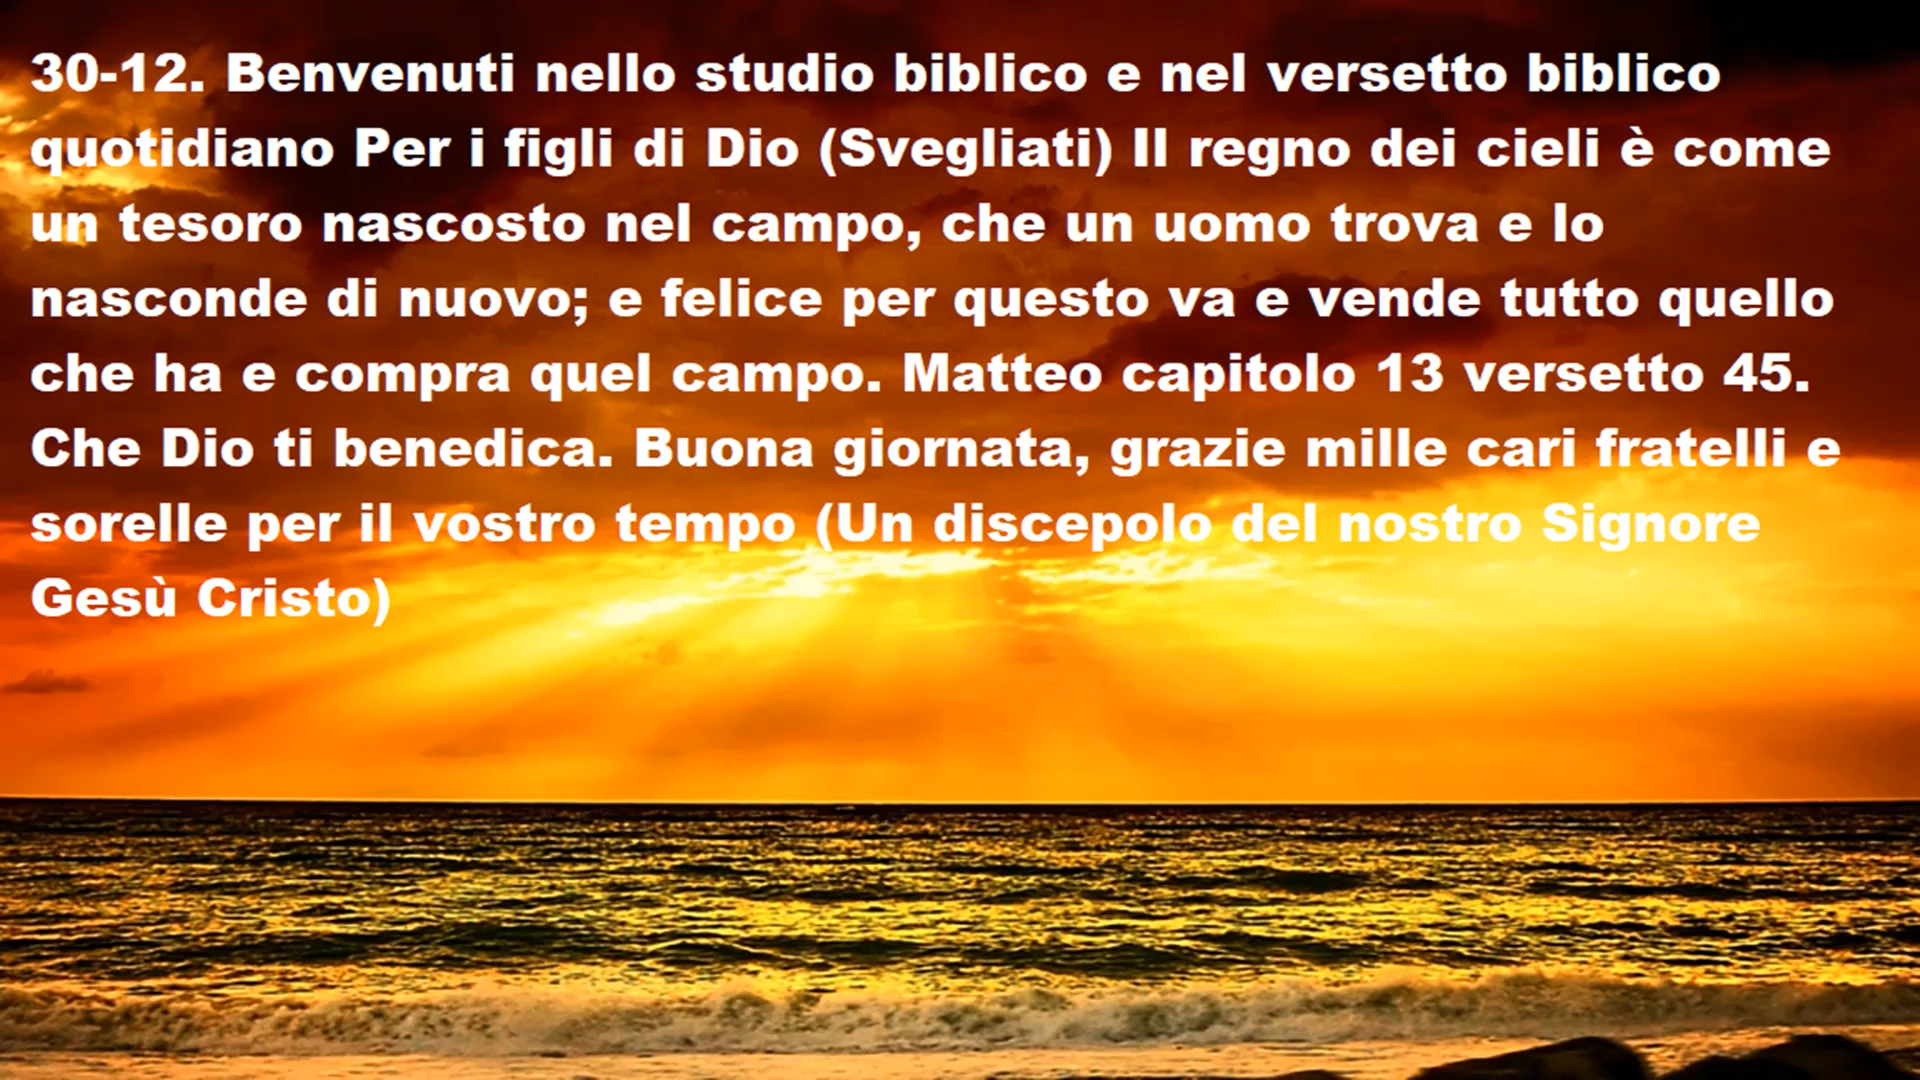 30-12. Benvenuti nello studio biblico e nel versetto biblico
quotidiano Per i figli di Dio (Svegliati) Il regno dei cieli è come
un tesoro nascosto nel campo, che un uomo trova e lo
nasconde di nuovo; e felice per questo va e vende tutto quello
che ha e compra quel campo. Matteo capitolo 13 versetto 45.
Che Dio ti benedica. Buona giornata, grazie mille cari fratelli e
sorelle per il vostro tempo (Un discepolo del nostro Signore
Gesù Cristo)